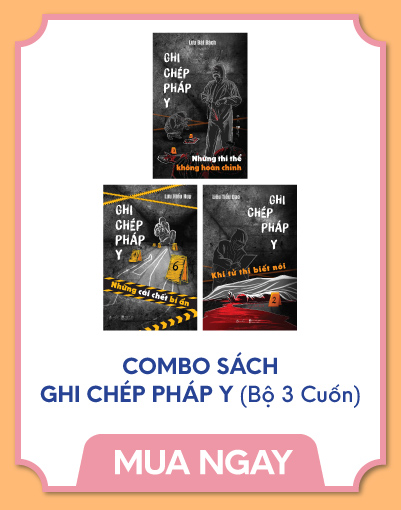 Lưu Bát Bách
GHI
CHÉP
PHÁP
Y
Những thi thể
không hoàn chỉnh
Lưu Hiểu Huy
GHI
CHÉP
PHÁP
Y
6
Những cái chết bí ẩn
Liêu Tiểu Đao
GHI
CHÉP
PHÁP
Y
Khi tử thi biết nói
2
COMBO SÁCH
GHI CHÉP PHÁP Y (Bộ 3 Cuốn)
MUA NGAY